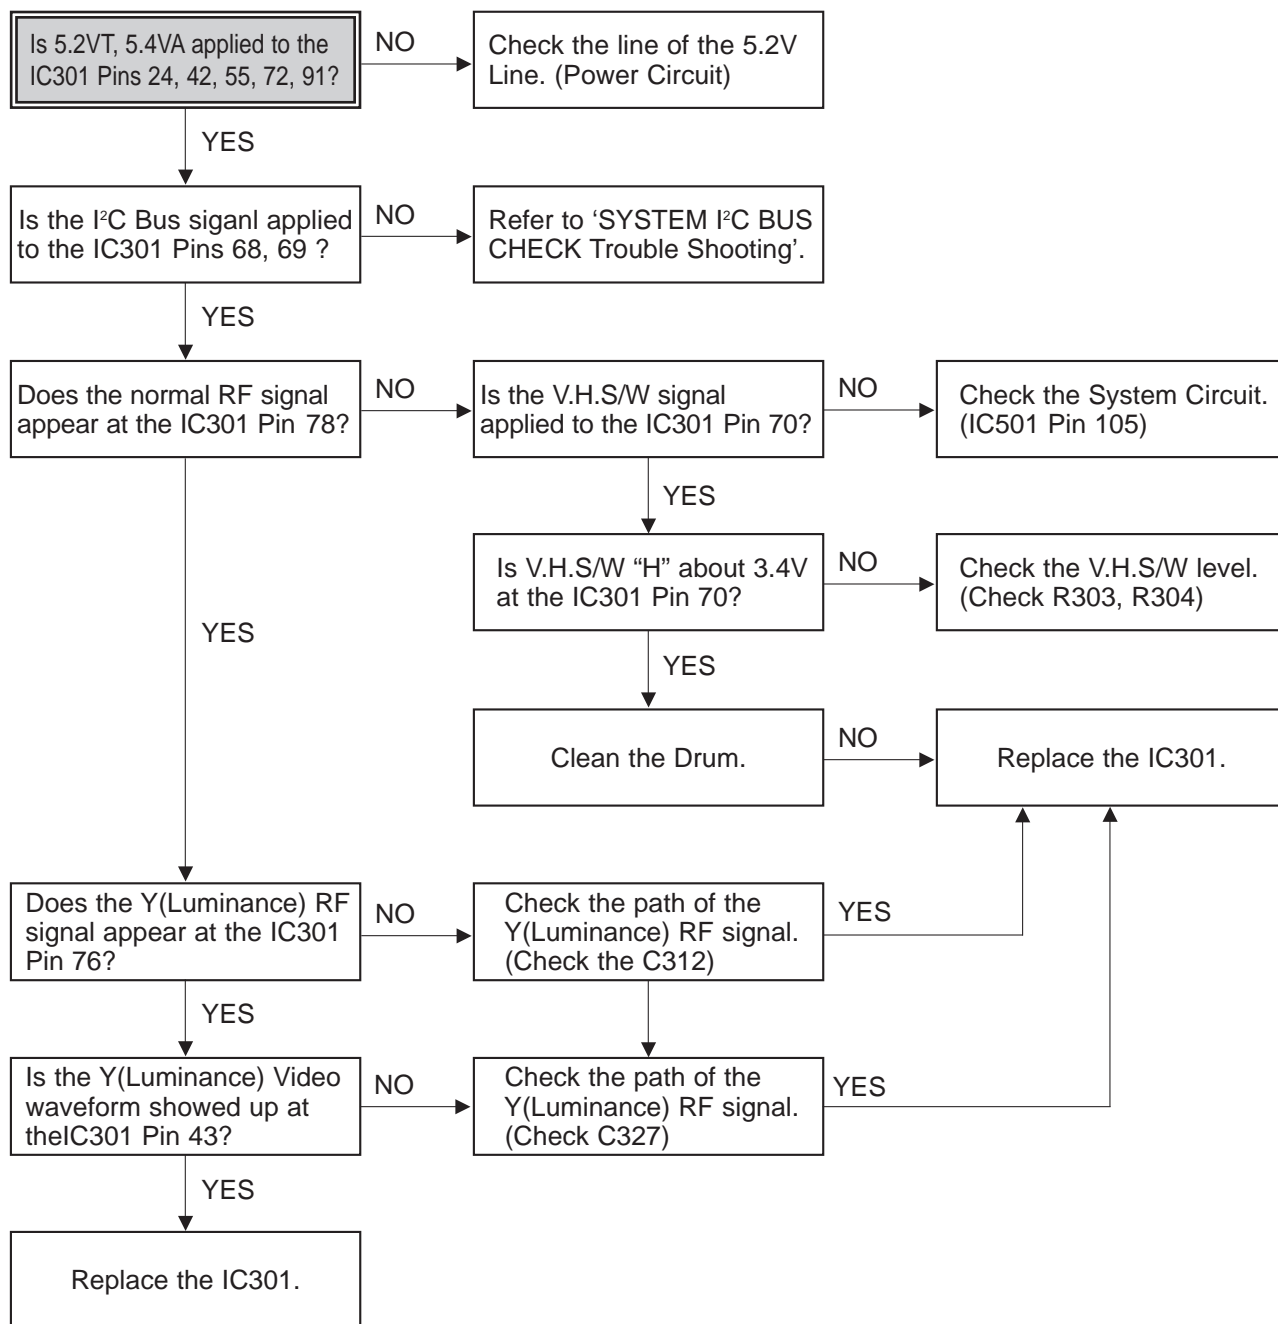 Is 5.2VT, 5.4VA applied to the
IC301 Pins 24, 42, 55, 72, 91?
NO
Check the line of the 5.2V
Line. (Power Circuit)
YES
Is the I²C Bus siganl applied
to the IC301 Pins 68, 69 ?
NO
Refer to ‘SYSTEM I²C BUS
CHECK Trouble Shooting’.
YES
Does the normal RF signal
appear at the IC301 Pin 78?
NO
Is the V.H.S/W signal
applied to the IC301 Pin 70?
NO
Check the System Circuit.
(IC501 Pin 105)
YES
Is V.H.S/W “H” about 3.4V
at the IC301 Pin 70?
NO
Check the V.H.S/W level.
(Check R303, R304)
YES
YES
Clean the Drum.
NO
Replace the IC301.
Does the Y(Luminance) RF
signal appear at the IC301
Pin 76?
NO
Check the path of the
Y(Luminance) RF signal.
(Check the C312)
YES
YES
Is the Y(Luminance) Video
waveform showed up at
theIC301 Pin 43?
NO
Check the path of the
Y(Luminance) RF signal.
(Check C327)
YES
YES
Replace the IC301.